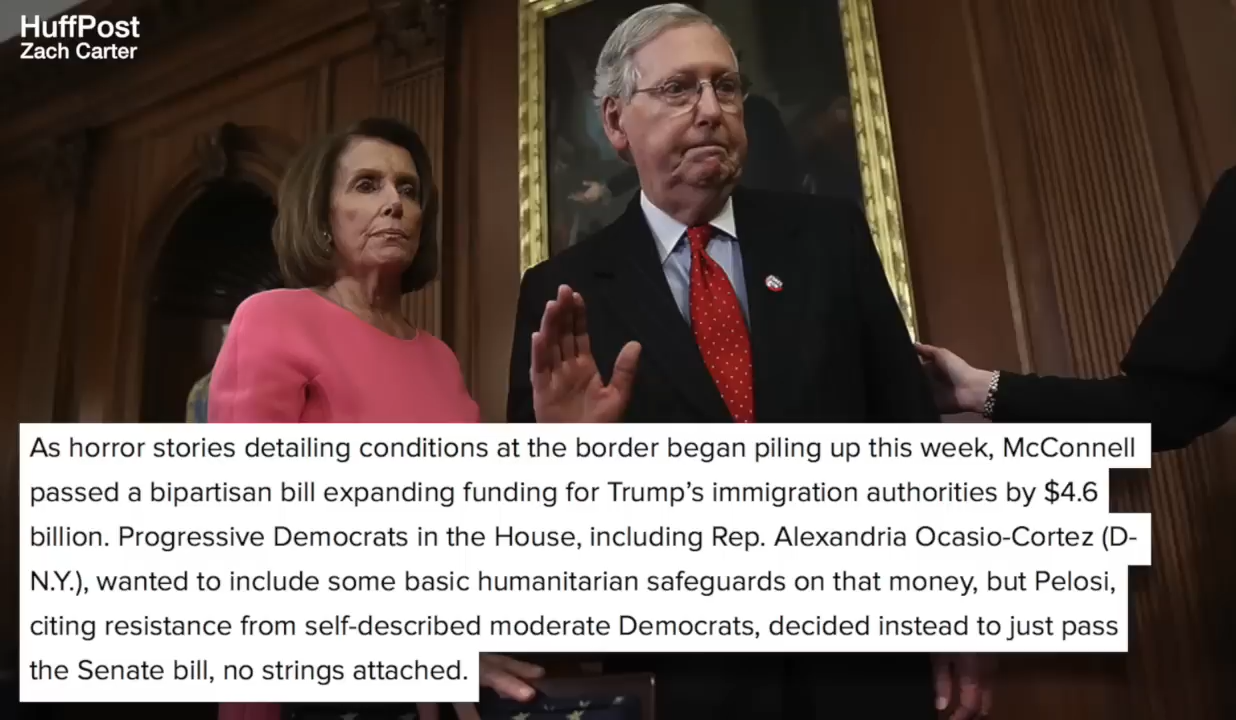 HuffPost
Zach Carter
As horror stories detailing conditions at the border began piling up this week, McConnell
passed a bipartisan bill expanding funding for Trump’s immigration authorities by $4.6
billion. Progressive Democrats in the House, including Rep. Alexandria Ocasio-Cortez (D-
N.Y.), wanted to include some basic humanitarian safeguards on that money, but Pelosi,
citing resistance from self-described moderate Democrats, decided instead to just pass
the Senate bill, no strings attached.